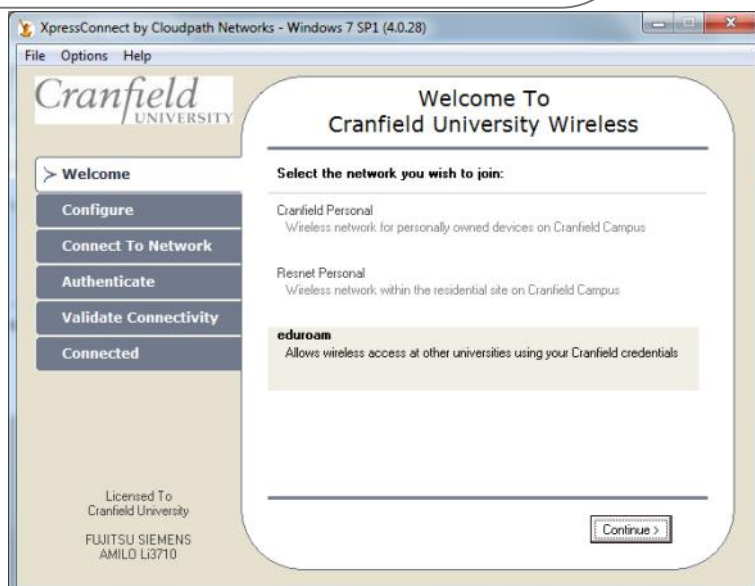 XpressConnect by Cloudpath Networks - Windows 7 SP1 (4.0.28)
File Options Help
Cranfield
UNIVERSITY
Welcome To
Cranfield University Wireless
> Welcome
Configure
Connect To Network
Authenticate
Validate Connectivity
Connected
Select the network you wish to join:
Cranfield Personal
Wireless network for personally owned devices on Cranfield Campus
Resnet Personal
Wireless network within the residential site on Cranfield Campus
eduroam
Allows wireless access at other universities using your Cranfield credentials
Licensed To
Cranfield University
FUJITSU SIEMENS
AMILO Li3710
Continue >